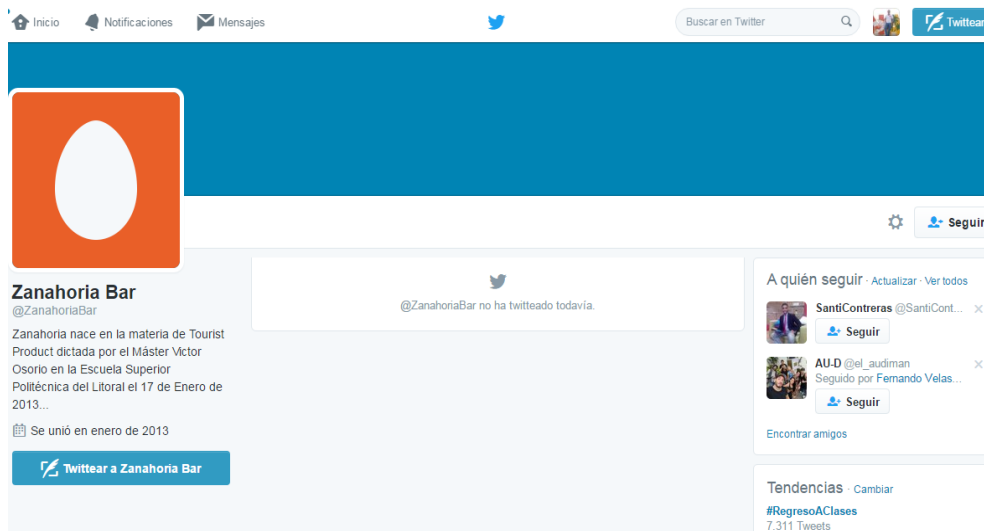 Inicio Notificaciones Mensajes Buscar en Twitter Twittear
Seguir
Zanahoria Bar
@ZanahoriaBar
Zanahoria nace en la materia de Tourist
Product dictada por el Máster Victor
Osorio en la Escuela Superior
Politécnica del Litoral el 17 de Enero de
2013...
Se unió en enero de 2013
Twittear a Zanahoria Bar
@ZanahoriaBar no ha twitteado todavía.
A quién seguir · Actualizar · Ver todos
SantiContreras @SantiCont...
Seguir
AU-D @el_audiman
Seguido por Fernando Velas...
Seguir
Encontrar amigos
Tendencias · Cambiar
#RegresoAClases
7.311 Tweets